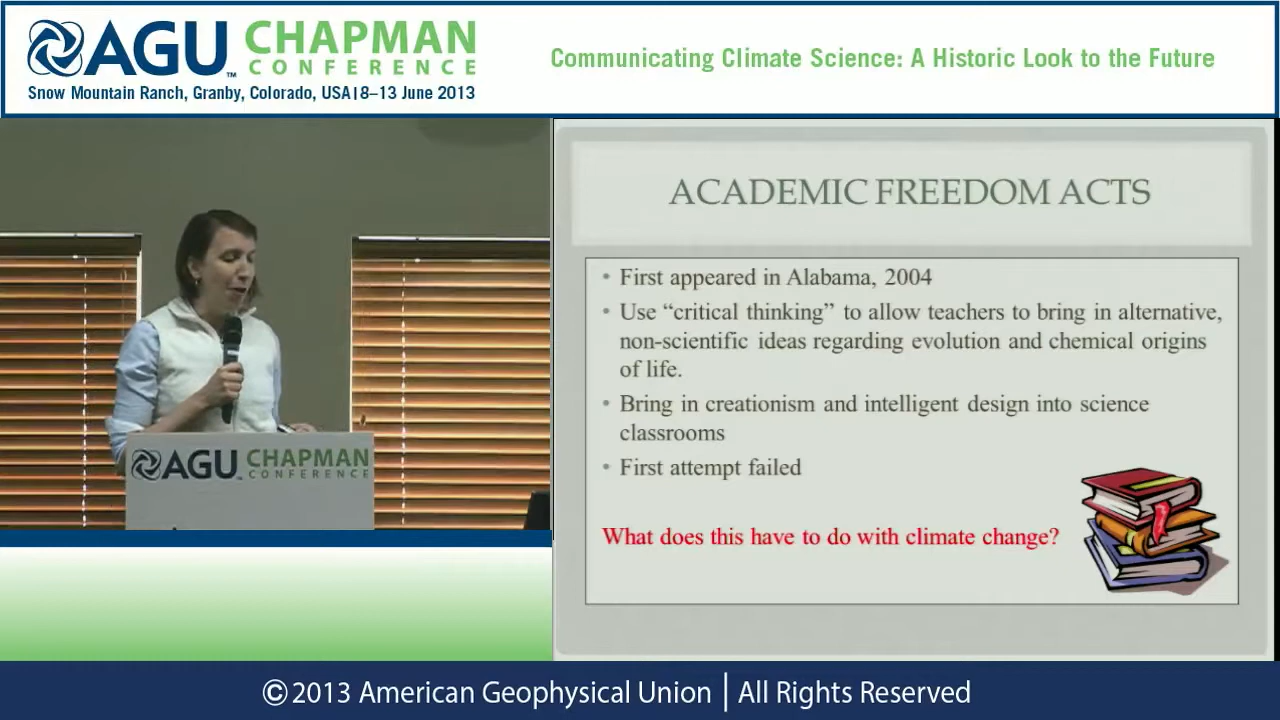 AGU CHAPMAN
CONFERENCE
™
Snow Mountain Ranch, Granby, Colorado, USA|8–13 June 2013
Communicating Climate Science: A Historic Look to the Future
ACADEMIC FREEDOM ACTS
• First appeared in Alabama, 2004
• Use “critical thinking” to allow teachers to bring in alternative,
non-scientific ideas regarding evolution and chemical origins
of life.
• Bring in creationism and intelligent design into science
classrooms
• First attempt failed
What does this have to do with climate change?
AGU CHAPMAN
CONFERENCE
©2013 American Geophysical Union | All Rights Reserved